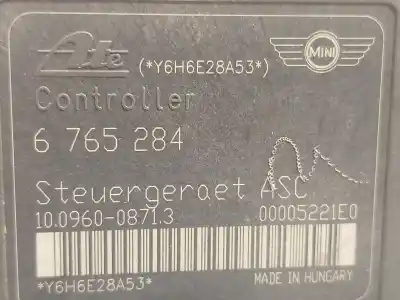 Ate (*Y6H6E28A53*) MINI
Controller
6 765 284
Steuergeraet ASC
10.0960-0871.3 00005221E0
*Y6H6E28A53* MADE IN HUNGARY